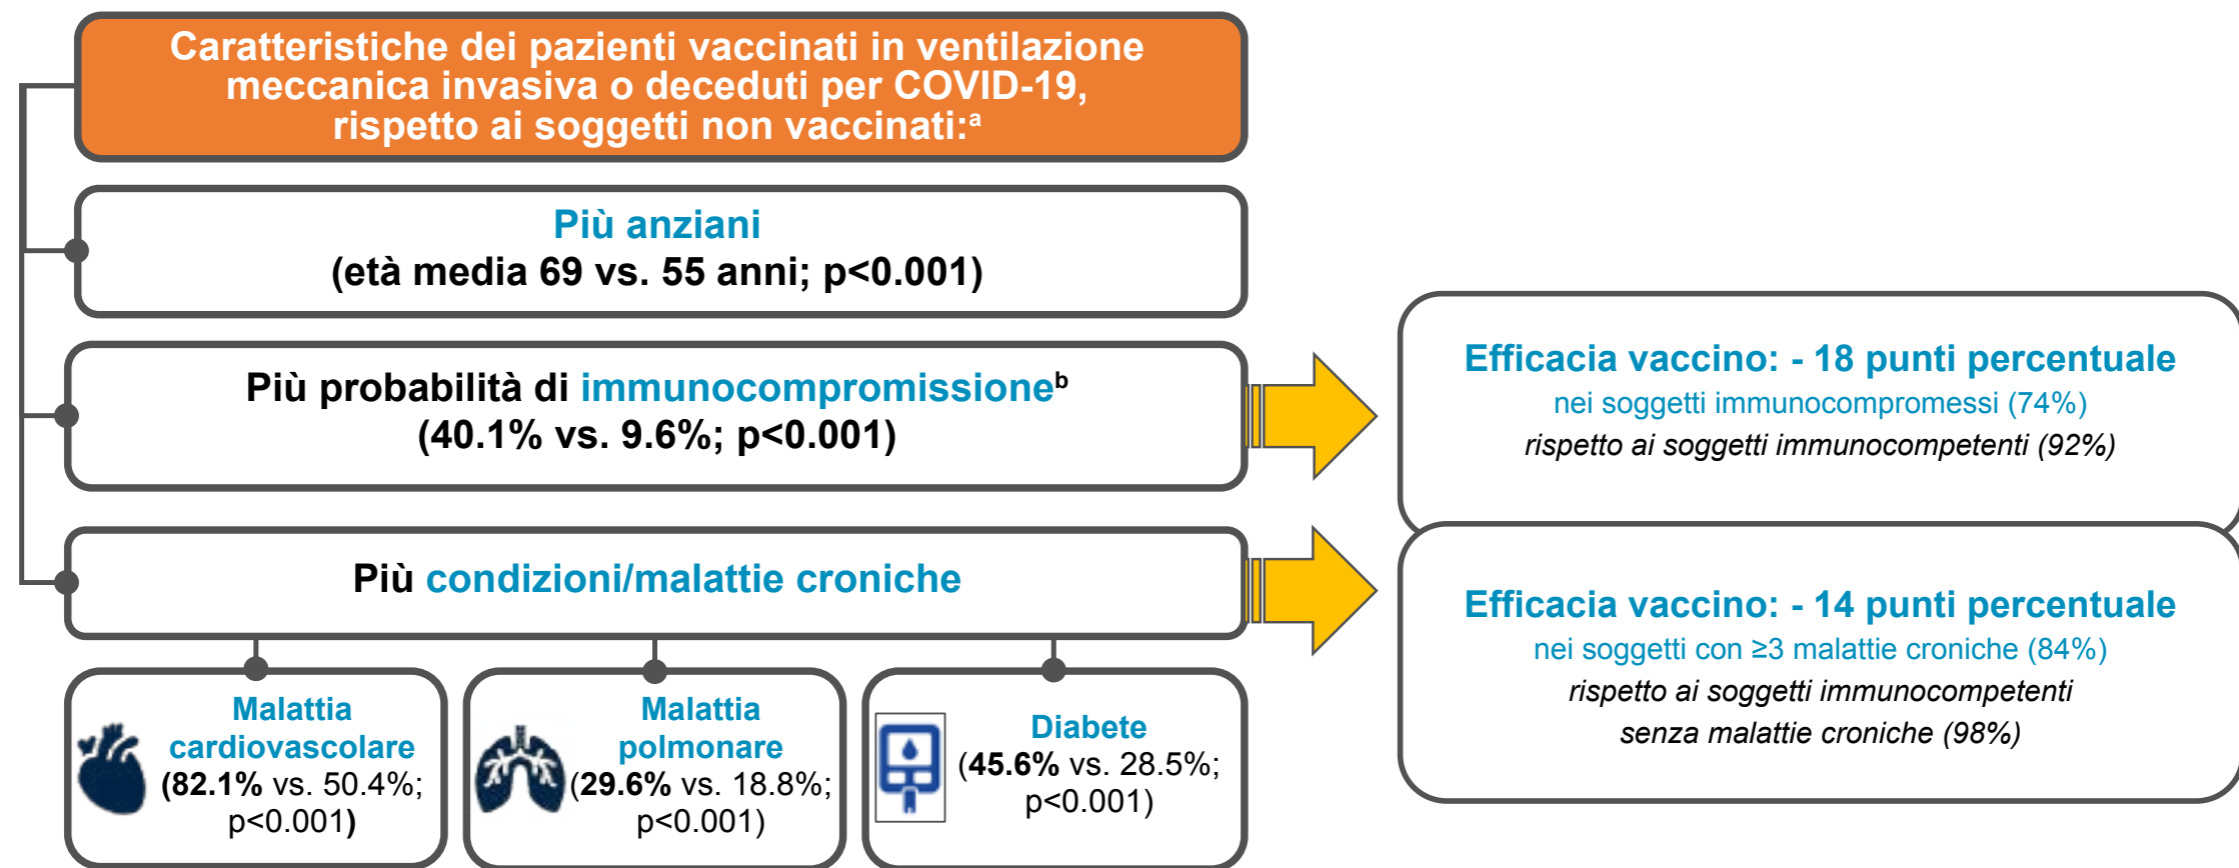 Caratteristiche dei pazienti vaccinati in ventilazione
meccanica invasiva o deceduti per COVID-19,
rispetto ai soggetti non vaccinati:ᵃ
Più anziani
(età media 69 vs. 55 anni; p<0.001)
Più probabilità di immunocompromissioneᵇ
(40.1% vs. 9.6%; p<0.001)
Efficacia vaccino: - 18 punti percentuale
nei soggetti immunocompromessi (74%)
rispetto ai soggetti immunocompetenti (92%)
Più condizioni/malattie croniche
Efficacia vaccino: - 14 punti percentuale
nei soggetti con ≥3 malattie croniche (84%)
rispetto ai soggetti immunocompetenti
senza malattie croniche (98%)
Malattia
cardiovascolare
(82.1% vs. 50.4%;
p<0.001)
Malattia
polmonare
(29.6% vs. 18.8%;
p<0.001)
Diabete
(45.6% vs. 28.5%;
p<0.001)